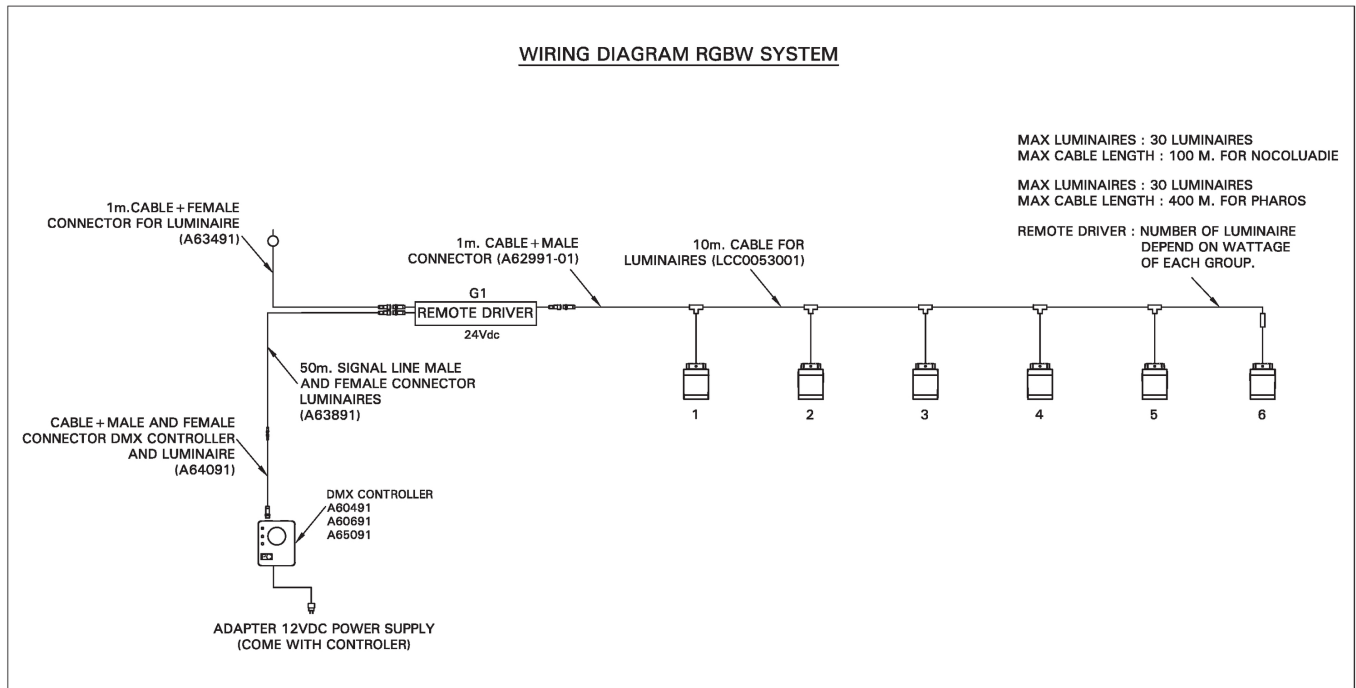 WIRING DIAGRAM RGBW SYSTEM
MAX LUMINAIRES : 30 LUMINAIRES
MAX CABLE LENGTH : 100 M. FOR NOCOLUADIE
MAX LUMINAIRES : 30 LUMINAIRES
MAX CABLE LENGTH : 400 M. FOR PHAROS
REMOTE DRIVER : NUMBER OF LUMINAIRE
DEPEND ON WATTAGE
OF EACH GROUP.
1m.CABLE+FEMALE
CONNECTOR FOR LUMINAIRE
(A63491)
1m. CABLE+MALE
CONNECTOR (A62991-01)
10m. CABLE FOR
LUMINAIRES (LCC0053001)
G1
REMOTE DRIVER
24Vdc
50m. SIGNAL LINE MALE
AND FEMALE CONNECTOR
LUMINAIRES
(A63891)
1
2
3
4
5
6
CABLE+MALE AND FEMALE
CONNECTOR DMX CONTROLLER
AND LUMINAIRE
(A64091)
DMX CONTROLLER
A60491
A60691
A65091
ADAPTER 12VDC POWER SUPPLY
(COME WITH CONTROLER)